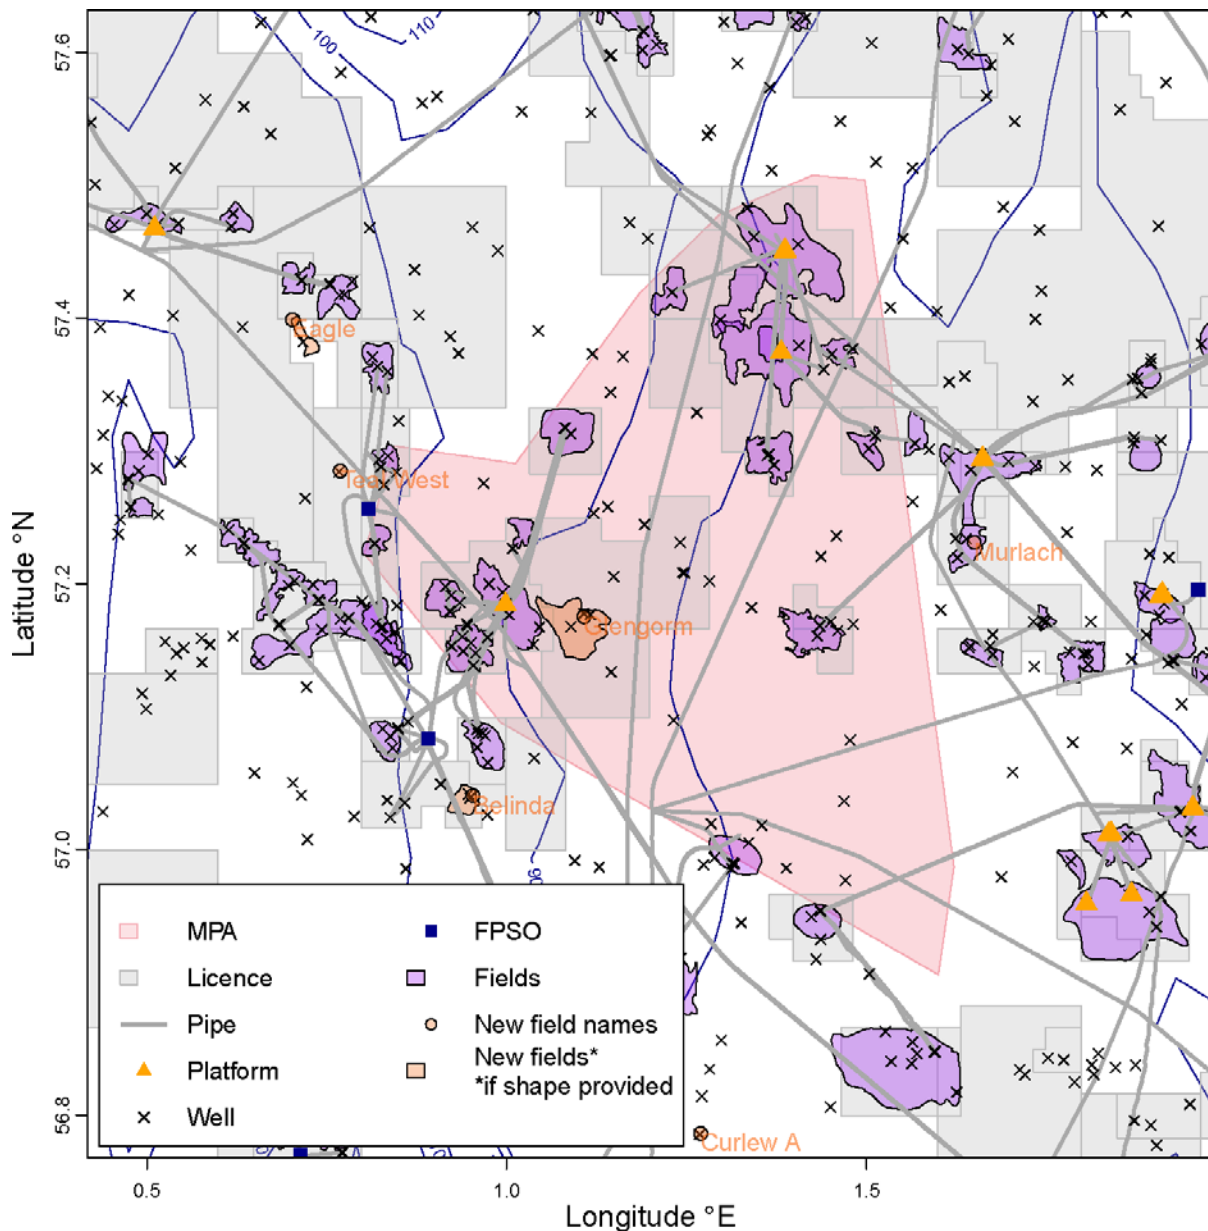 100
110
57.6
57.4
Eagle
Teal West
Latitude °N
57.2
Murlach
Glengorm
Belinda
57.0
90
MPA
FPSO
Licence
Fields
Pipe
New field names
Platform
New fields*
*if shape provided
Well
56.8
Curlew A
0.5
1.0
1.5
Longitude °E